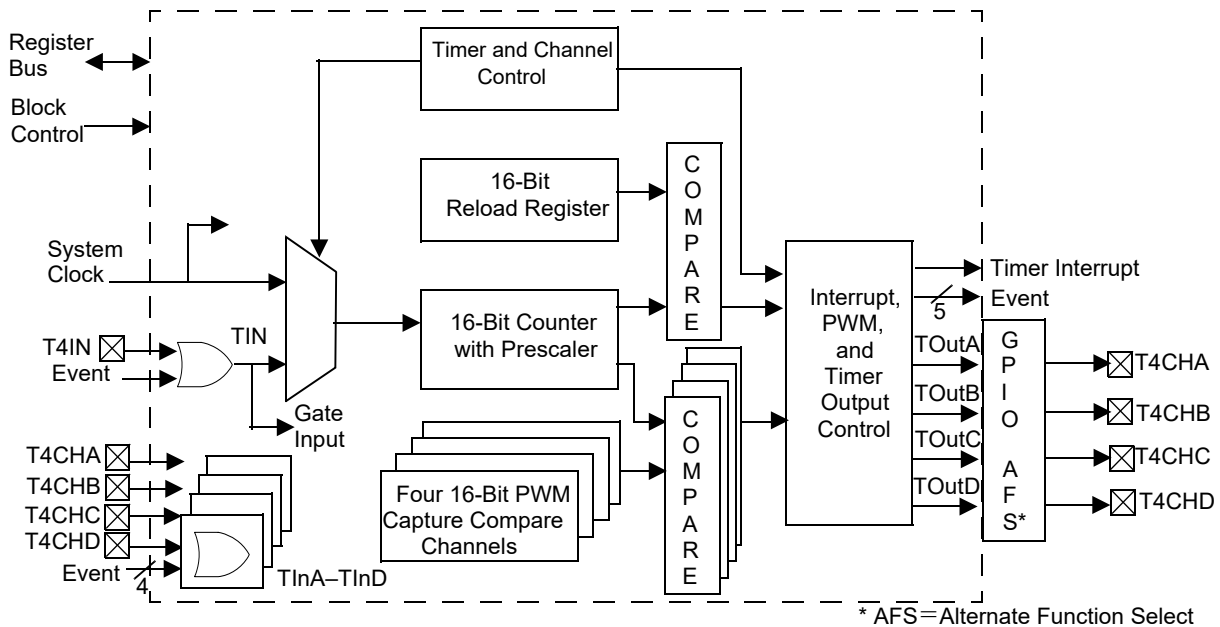 Register
Bus
Block
Control
Timer and Channel
Control
16-Bit
Reload Register
C
O
M
P
A
R
E
System
Clock
16-Bit Counter
with Prescaler
T4IN
Event
TIN
Gate
Input
T4CHA
T4CHB
T4CHC
T4CHD
Event
4
TInA–TInD
Four 16-Bit PWM
Capture Compare
Channels
C
O
M
P
A
R
E
Interrupt,
PWM,
and
Timer
Output
Control
Timer Interrupt
Event
5
TOutA
TOutB
TOutC
TOutD
G
P
I
O
A
F
S*
T4CHA
T4CHB
T4CHC
T4CHD
* AFS=Alternate Function Select